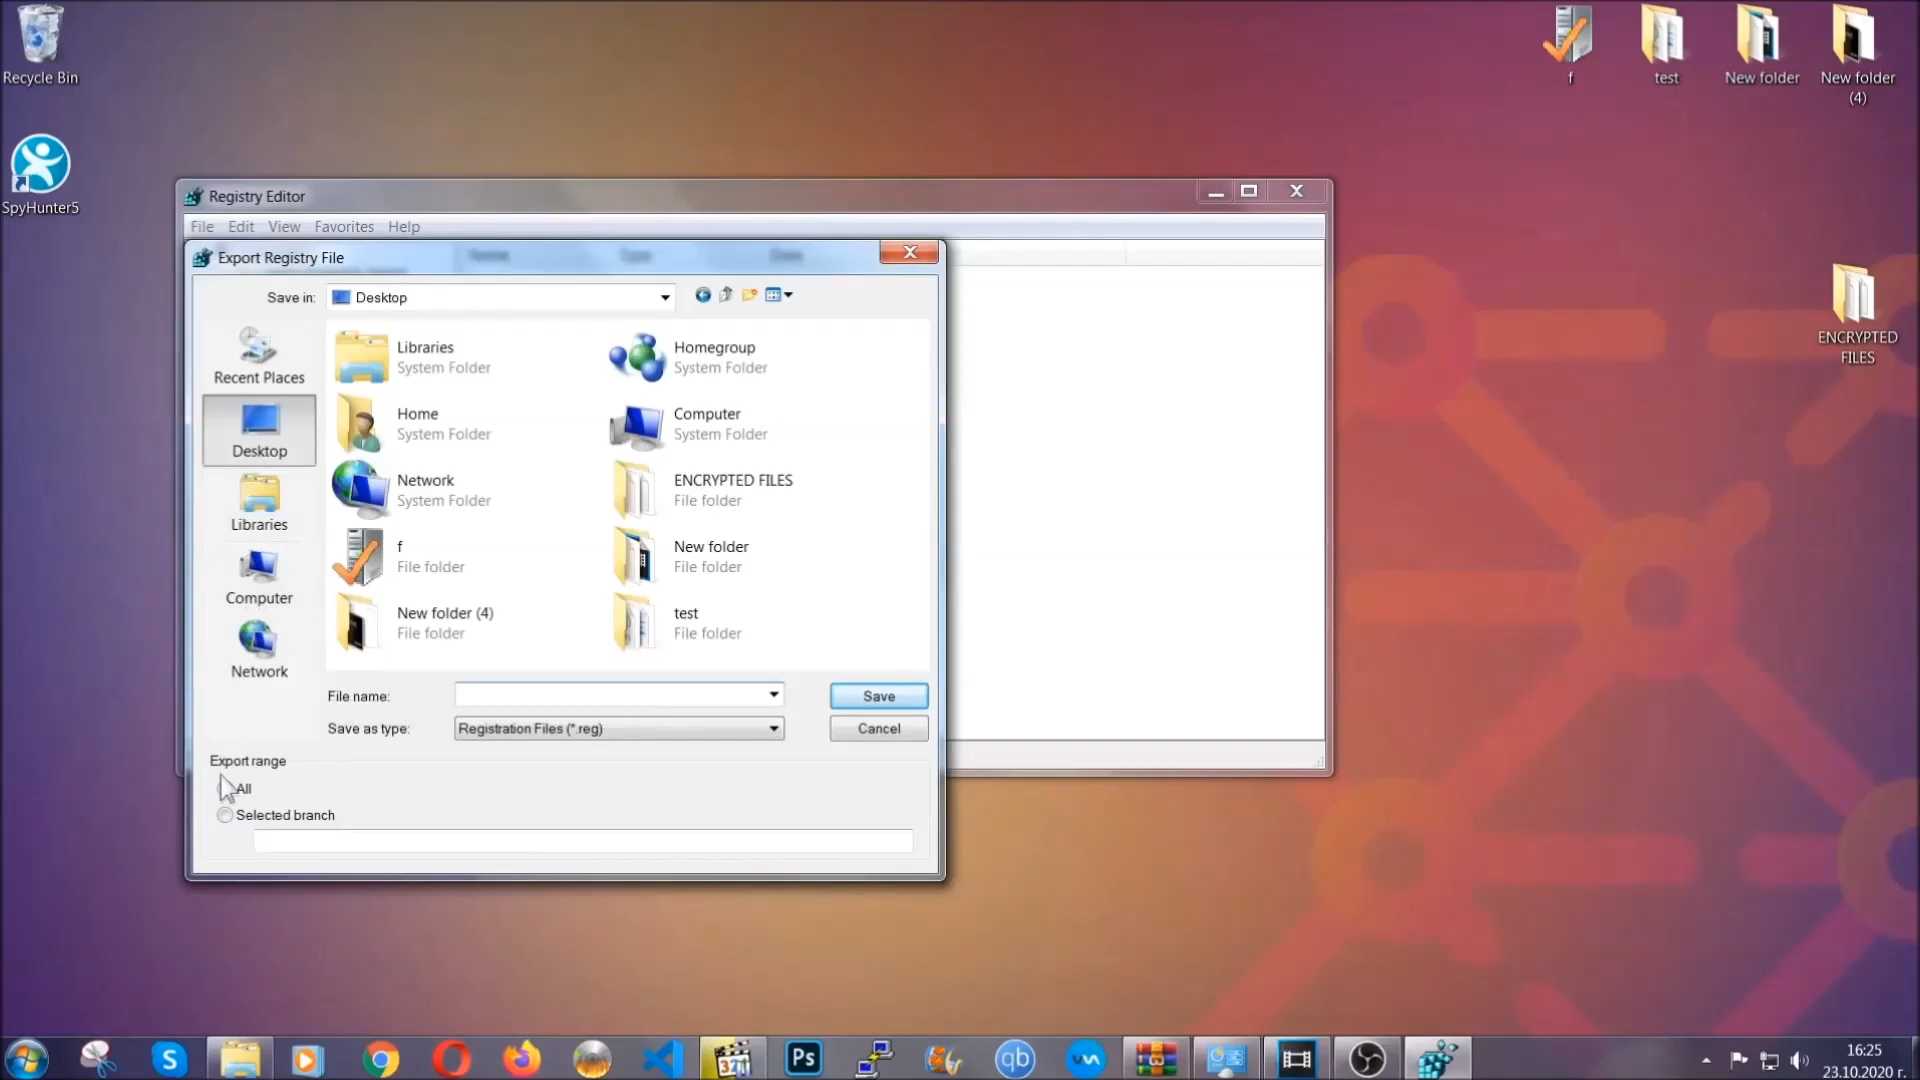 Recycle Bin
SpyHunter5
f
test
New folder
New folder
(4)
ENCRYPTED
FILES
Registry Editor
File Edit View Favorites Help
Export Registry File
Save in:
Desktop
Recent Places
Desktop
Libraries
Computer
Network
Libraries
System Folder
Homegroup
System Folder
Home
System Folder
Computer
System Folder
Network
System Folder
ENCRYPTED FILES
File folder
f
File folder
New folder
File folder
New folder (4)
File folder
test
File folder
File name:
Save
Save as type:
Registration Files (*.reg)
Cancel
Export range
All
Selected branch
S
321
Ps
qb
16:25
23.10.2020 г.